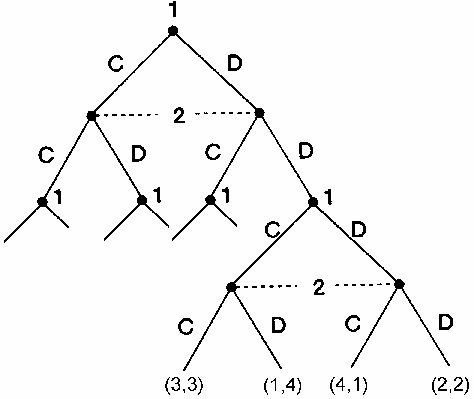 1
C D
2
C D C D
1 1 1 1
C D
2
C D C D
(3,3) (1,4) (4,1) (2,2)